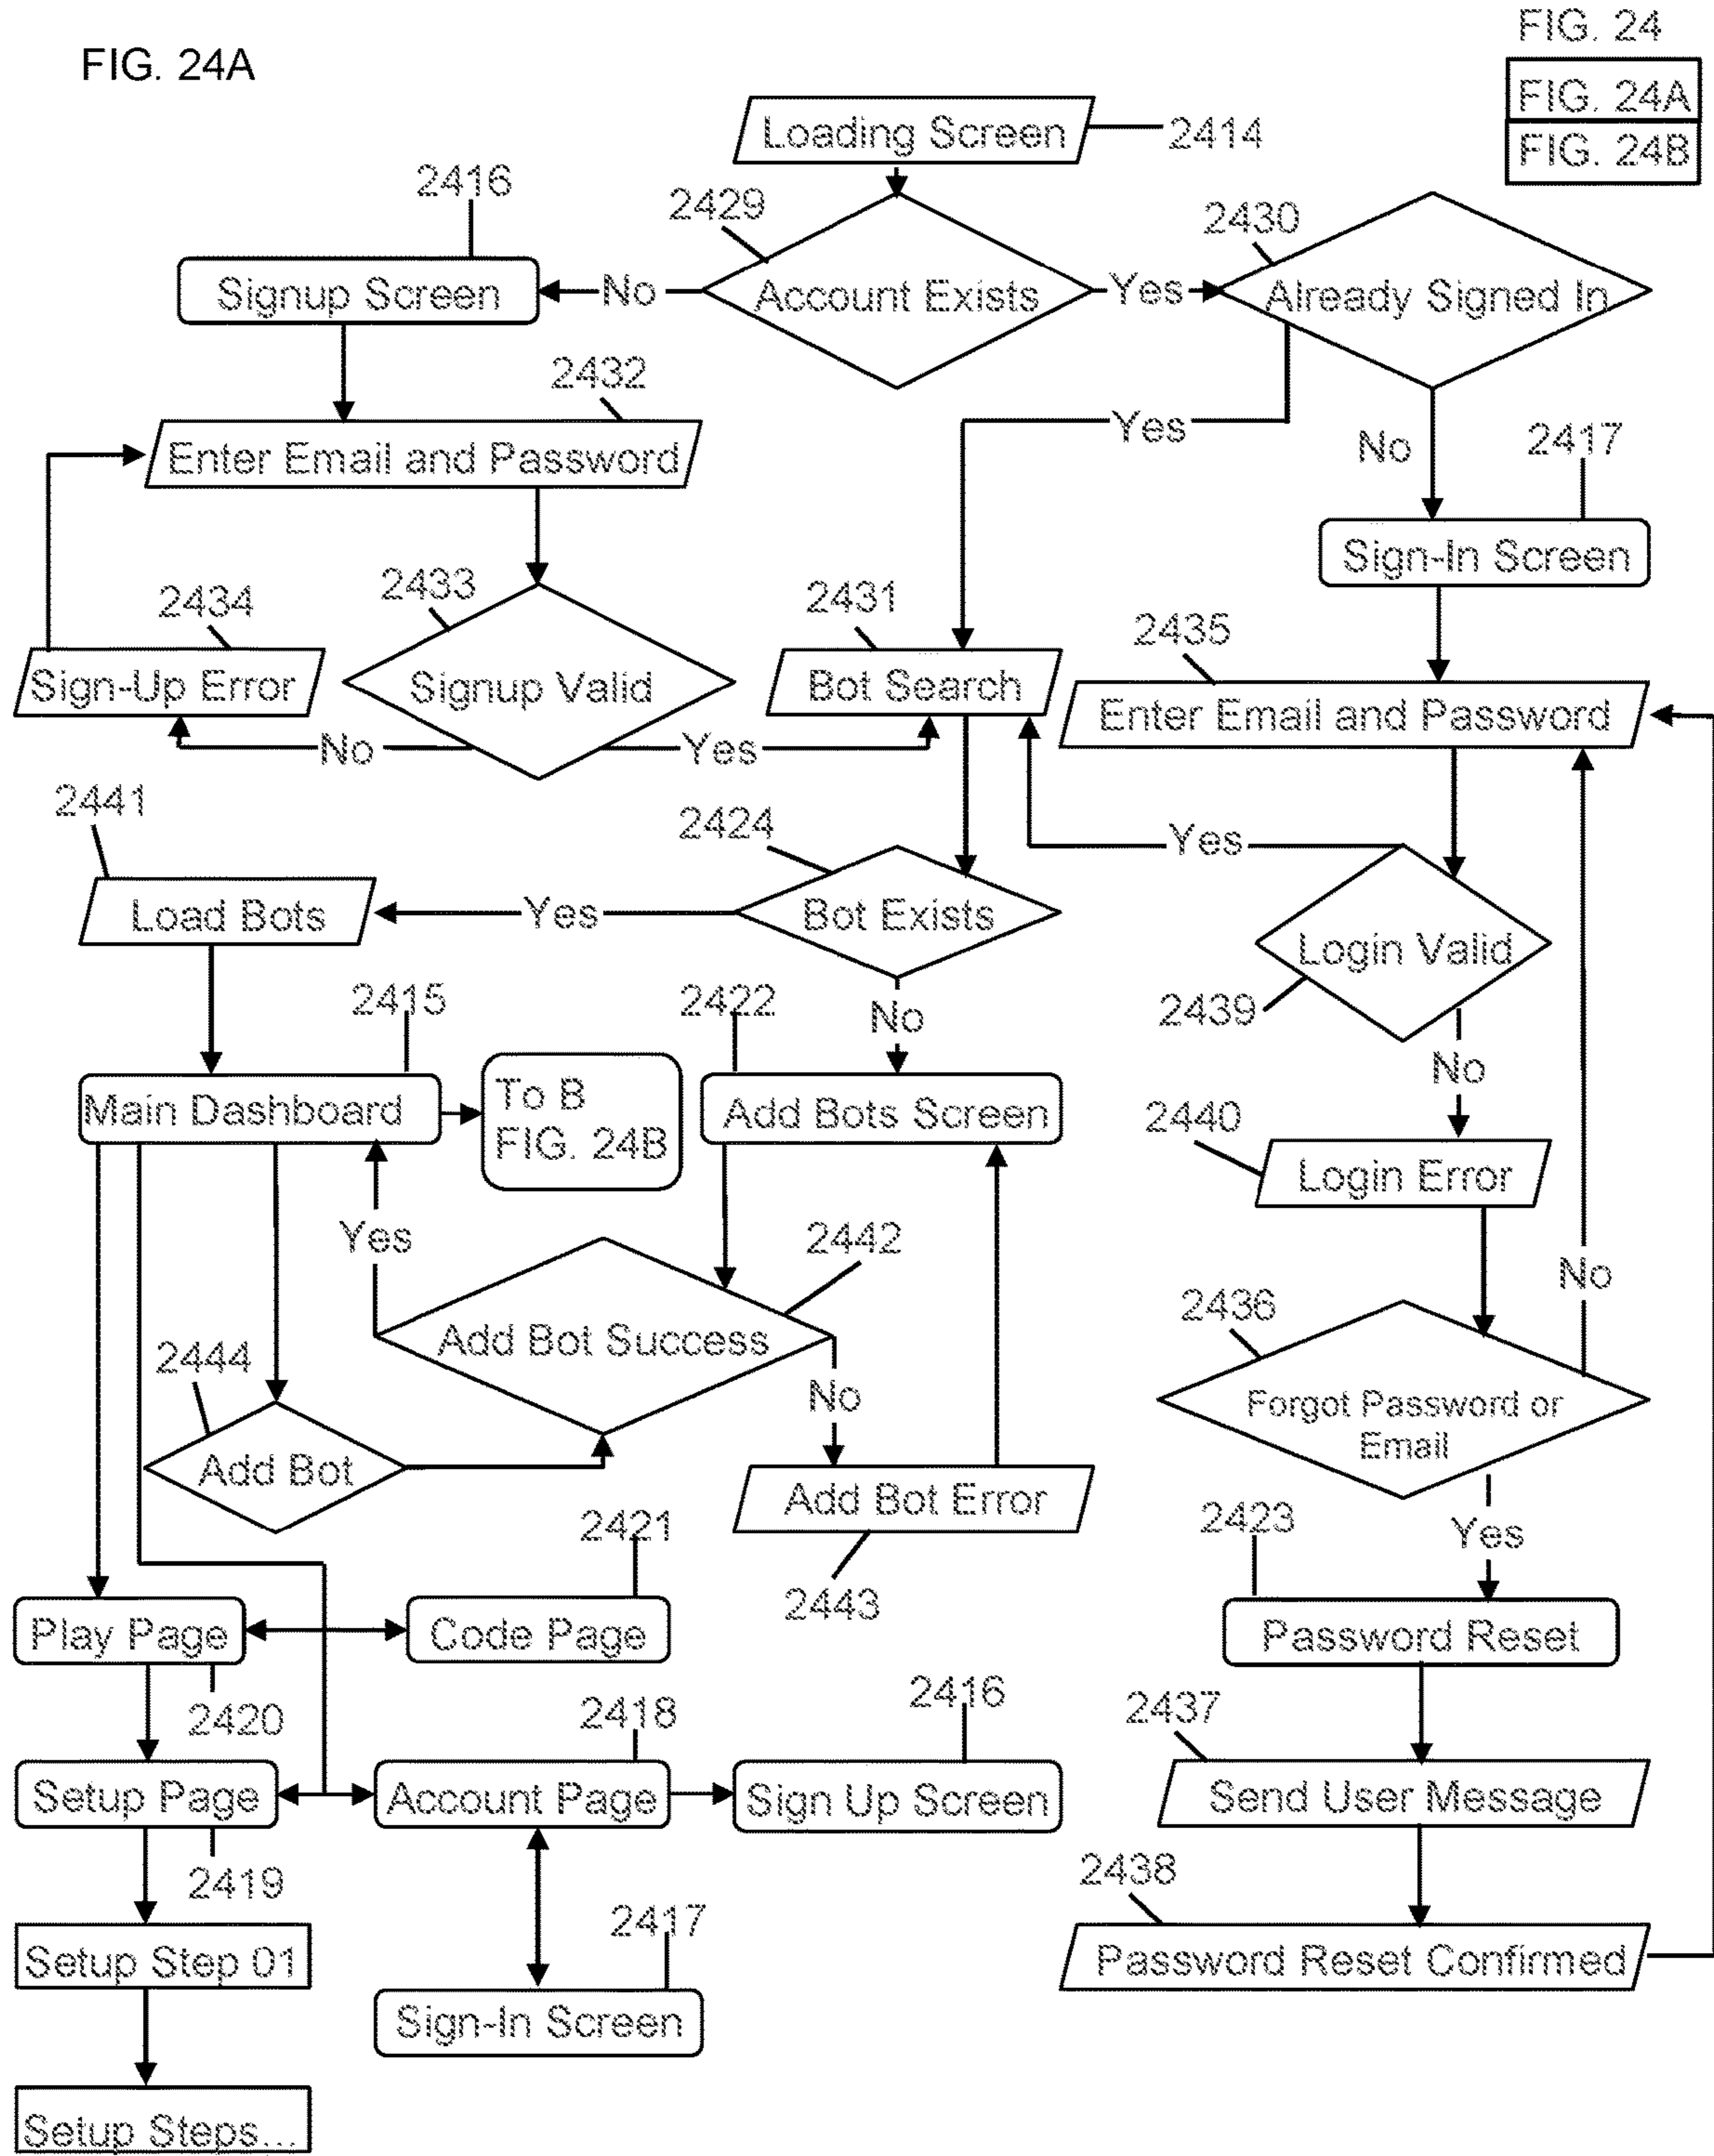 FIG. 24
FIG. 24A
FIG. 24A
FIG. 24B
Loading Screen
2414
2416
2429
2430
Signup Screen
No
Account Exists
Yes
Already Signed In
2432
Yes
No
2417
Enter Email and Password
Sign-In Screen
2434
2433
2431
2435
Sign-Up Error
Signup Valid
Bot Search
Enter Email and Password
No
Yes
2441
2424
Yes
Load Bots
Yes
Bot Exists
Login Valid
2415
2422
No
2439
No
Main Dashboard
To B
FIG. 24B
Add Bots Screen
2440
Login Error
Yes
2442
No
2436
2444
Add Bot Success
No
Forgot Password or
Email
Add Bot
Add Bot Error
2421
2423
Yes
2443
Play Page
Code Page
Password Reset
2420
2418
2416
2437
Setup Page
Account Page
Sign Up Screen
Send User Message
2419
2438
2417
Setup Step 01
Password Reset Confirmed
Sign-In Screen
Setup Steps...